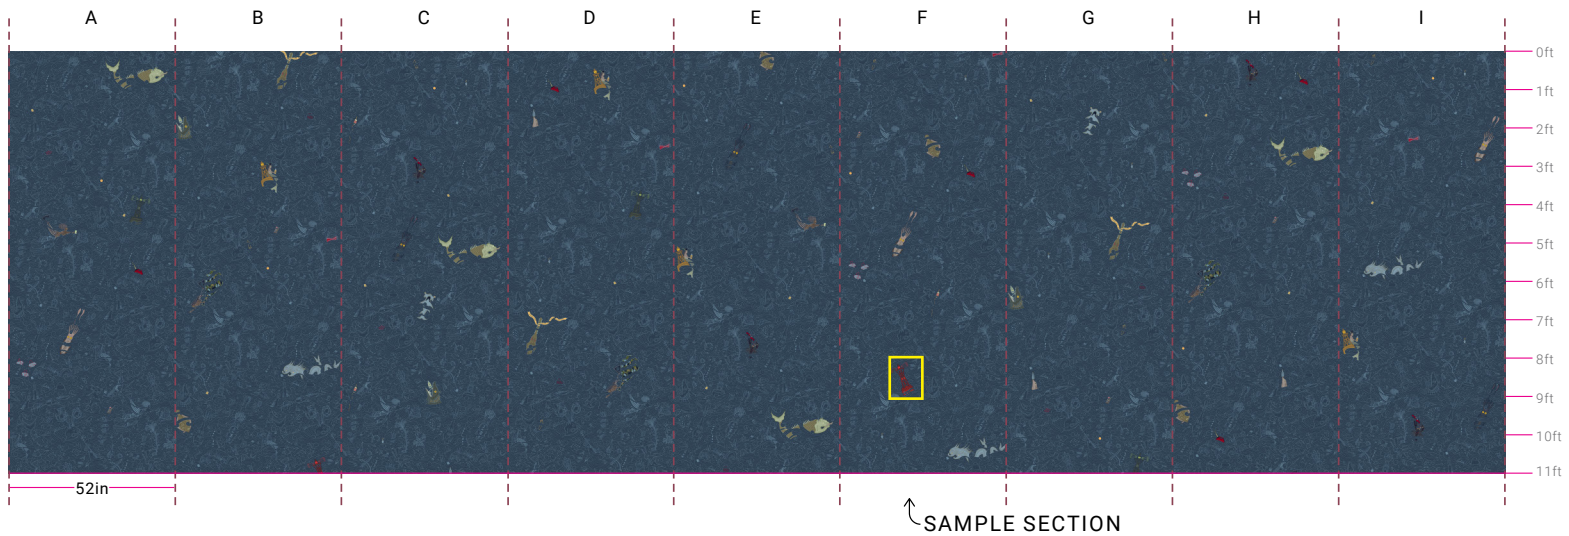 A B C D E F G H I
0ft
1ft
2ft
3ft
4ft
5ft
6ft
7ft
8ft
9ft
10ft
11ft
52in
SAMPLE SECTION